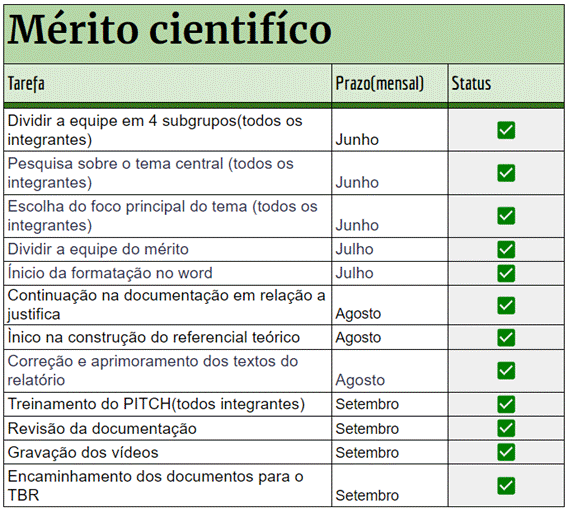 Mérito científico
Tarefa Prazo(mensal) Status
Dividir a equipe em 4 subgrupos(todos os
integrantes) Junho
Pesquisa sobre o tema central (todos os
integrantes) Junho
Escolha do foco principal do tema (todos os
integrantes) Junho
Dividir a equipe do mérito Julho
Ínicio da formatação no word Julho
Continuação na documentação em relação a
justifica Agosto
Ìnico na construção do referencial teórico Agosto
Correção e aprimoramento dos textos do
relatório Agosto
Treinamento do PITCH(todos integrantes) Setembro
Revisão da documentação Setembro
Gravação dos vídeos Setembro
Encaminhamento dos documentos para o
TBR Setembro